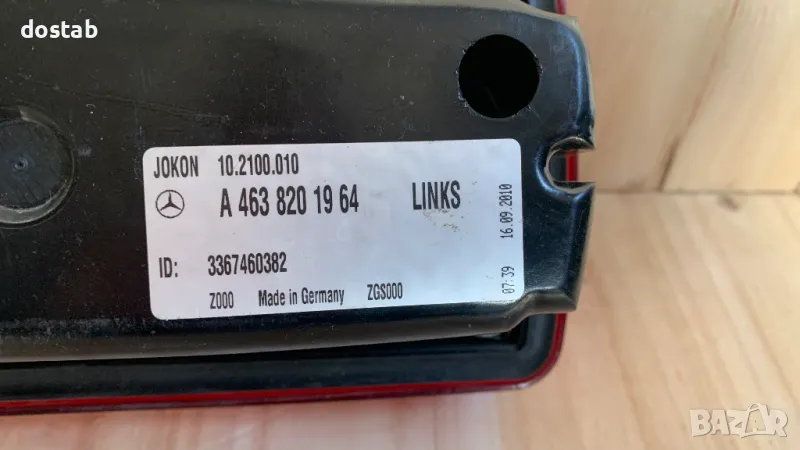 dostab
JOKON 10.2100.010
A 463 820 19 64 LINKS
ID: 3367460382
Z000 Made in Germany ZGS000
07:39 16.09.2010
BAZAR